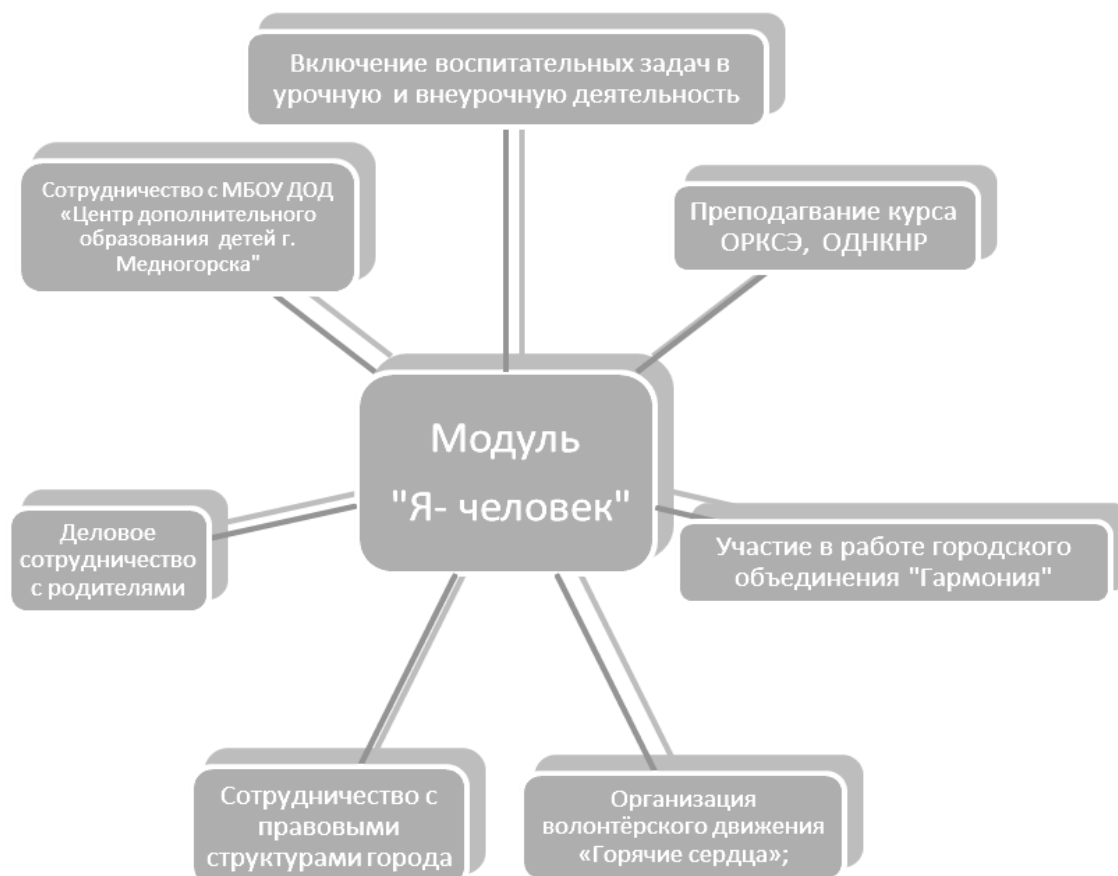 Включение воспитательных задач в
урочную и внеурочную деятельность
Сотрудничество с МБОУ ДОД
«Центр дополнительного
образования детей г.
Медногорска"
Преподагвание курса
ОРКСЭ, ОДНКНР
Модуль
"Я- человек"
Деловое
сотрудничество
с родителями
Участие в работе городского
объединения "Гармония"
Сотрудничество с
правовыми
структурами города
Организация
волонтёрского движения
«Горячие сердца»;